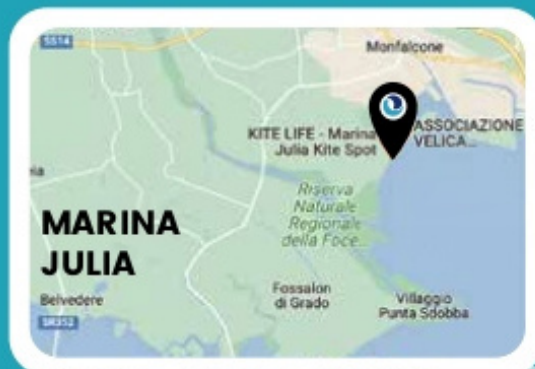 SS14
Monfalcone
KITE LIFE - Marina
Julia Kite Spot
ASSOCIAZIONE
VELICA...
Riserva
Naturale
Regionale
della Foce...
MARINA
JULIA
Belvedere
Fossalon
di Grado
Villaggio
Punta Sdobba
SR352